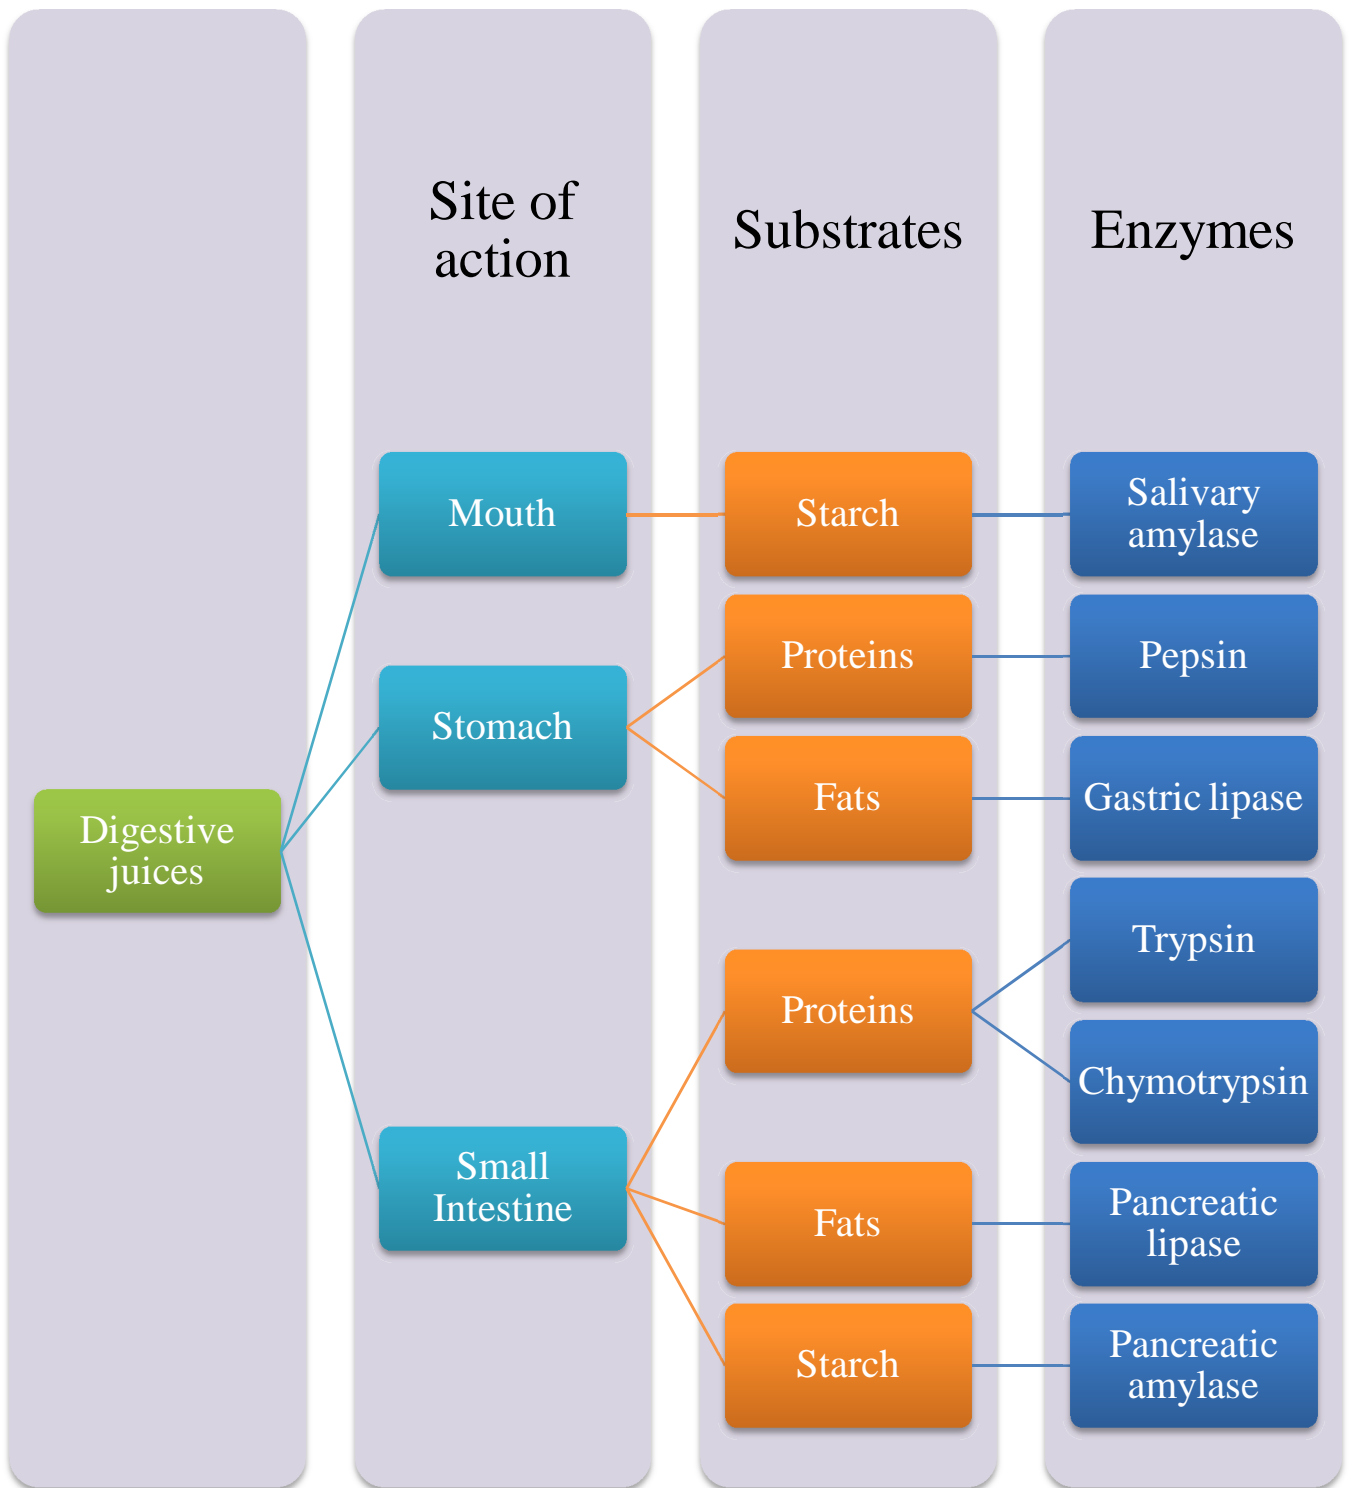 Site of
action
Substrates
Enzymes
Mouth
Starch
Salivary
amylase
Proteins
Pepsin
Stomach
Fats
Gastric lipase
Digestive
juices
Trypsin
Proteins
Chymotrypsin
Small
Intestine
Fats
Pancreatic
lipase
Starch
Pancreatic
amylase